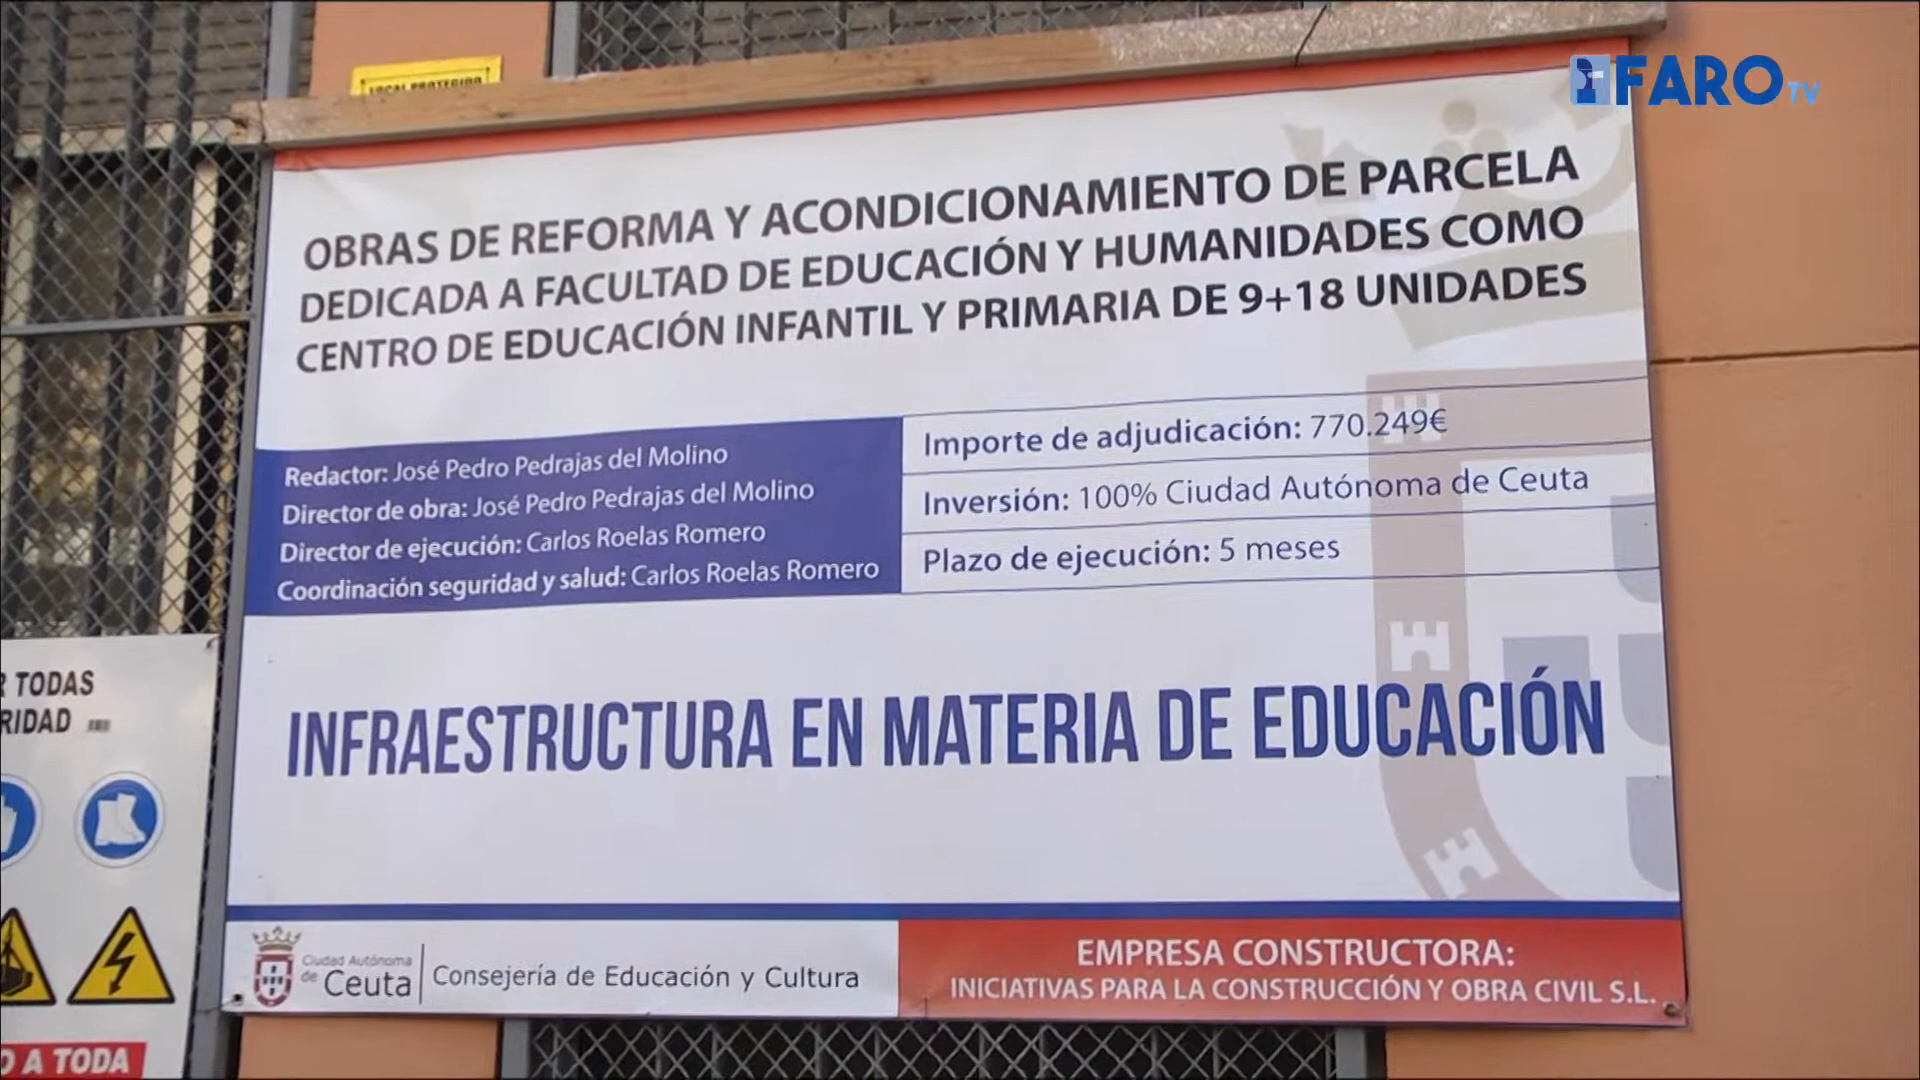 FARO TV
LOCAL PROTEGIDO
OBRAS DE REFORMA Y ACONDICIONAMIENTO DE PARCELA
DEDICADA A FACULTAD DE EDUCACIÓN Y HUMANIDADES COMO
CENTRO DE EDUCACIÓN INFANTIL Y PRIMARIA DE 9+18 UNIDADES
Redactor: José Pedro Pedrajas del Molino
Director de obra: José Pedro Pedrajas del Molino
Director de ejecución: Carlos Roelas Romero
Coordinación seguridad y salud: Carlos Roelas Romero
Importe de adjudicación: 770.249€
Inversión: 100% Ciudad Autónoma de Ceuta
Plazo de ejecución: 5 meses
INFRAESTRUCTURA EN MATERIA DE EDUCACIÓN
Ciudad Autónoma
de Ceuta
Consejería de Educación y Cultura
EMPRESA CONSTRUCTORA:
INICIATIVAS PARA LA CONSTRUCCIÓN Y OBRA CIVIL S.L.
R TODAS
RIDAD
O A TODA